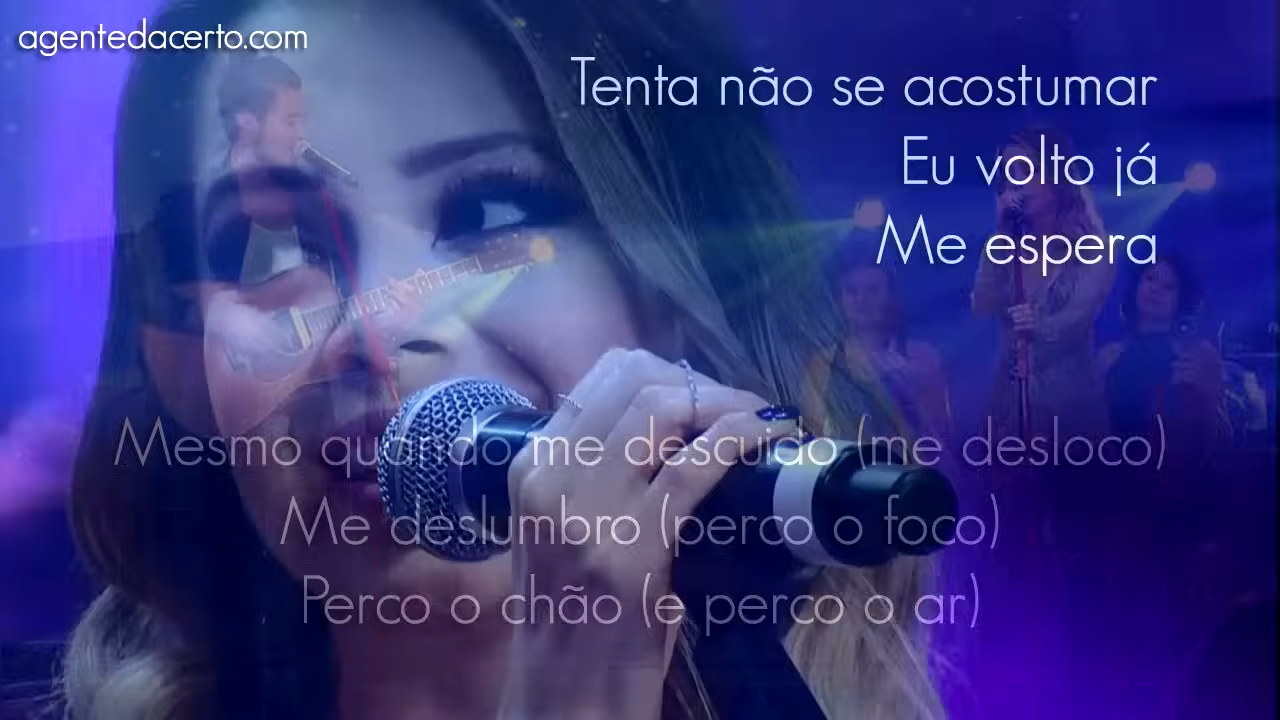 agentedacerto.com
Tenta não se acostumar
Eu volto já
Me espera
Mesmo quando me descuido (me desloco)
Me deslumbro (perco o foco)
Perco o chão (e perco o ar)